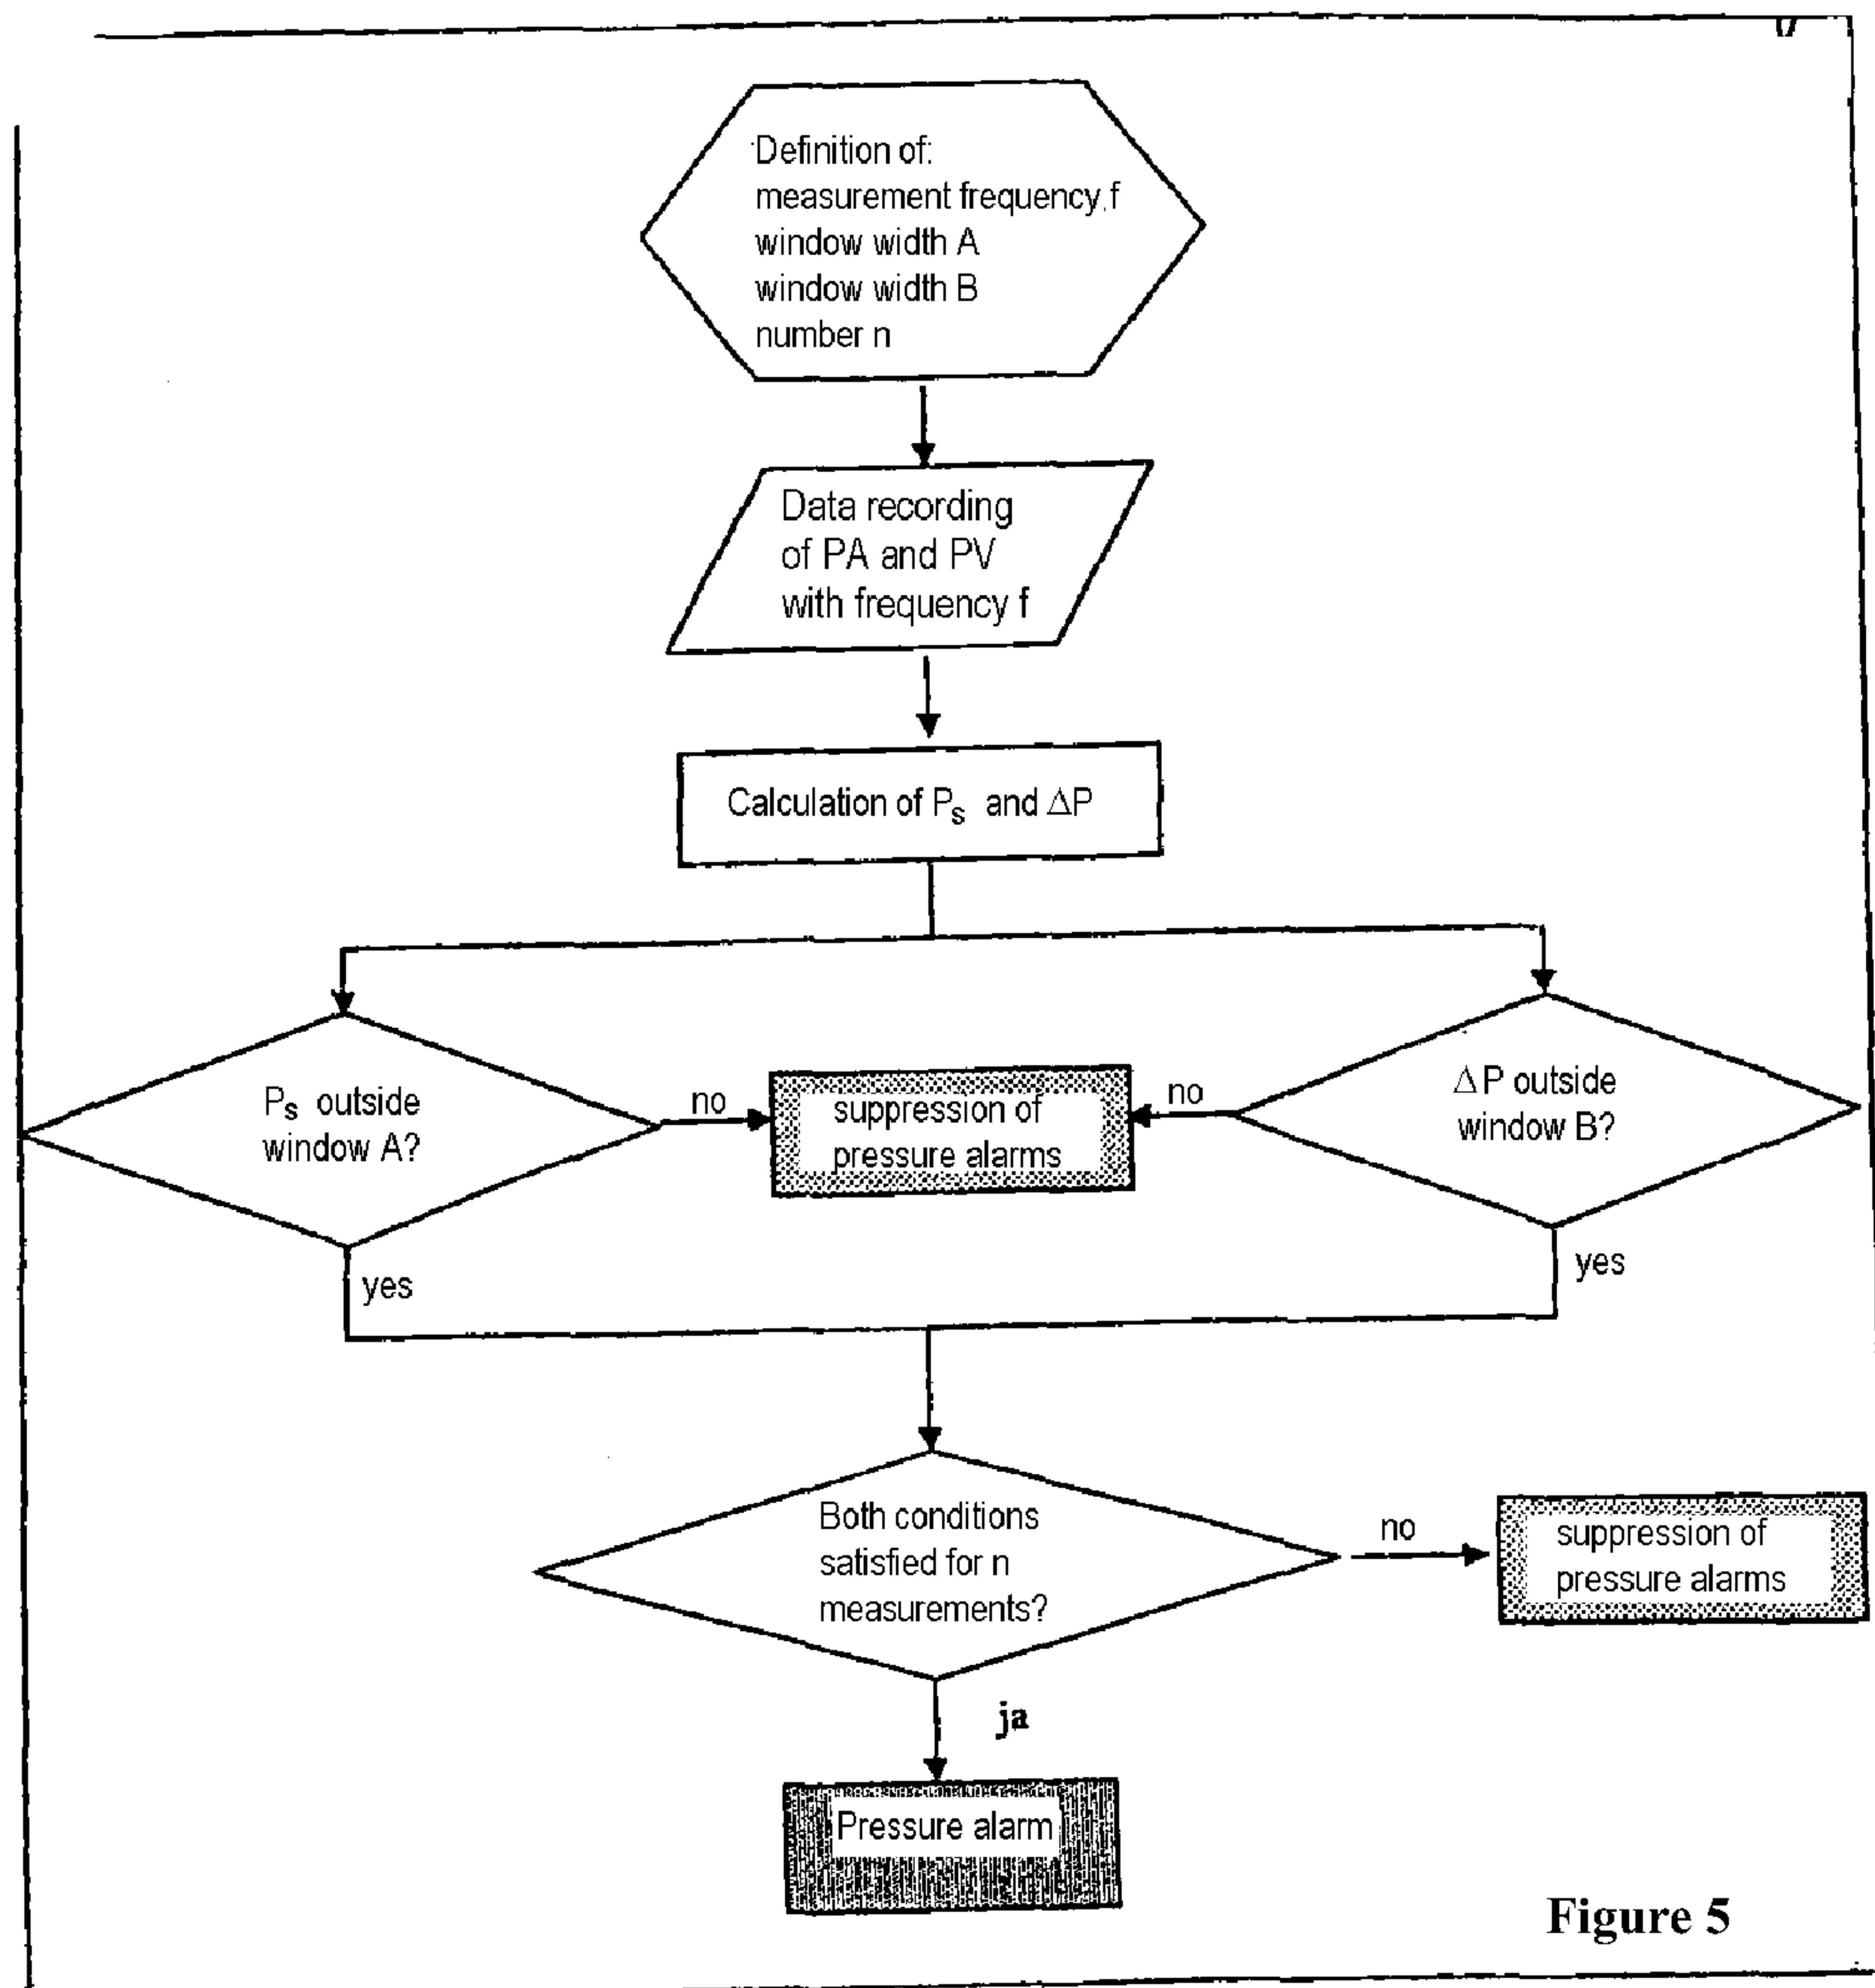 Definition of:
measurement frequency f
window width A
window width B
number n
Data recording
of PA and PV
with frequency f
Calculation of Ps and ΔP
Ps outside
window A?
no
suppression of
pressure alarms
no
ΔP outside
window B?
yes
yes
Both conditions
satisfied for n
measurements?
no
suppression of
pressure alarms
ja
Pressure alarm
Figure 5